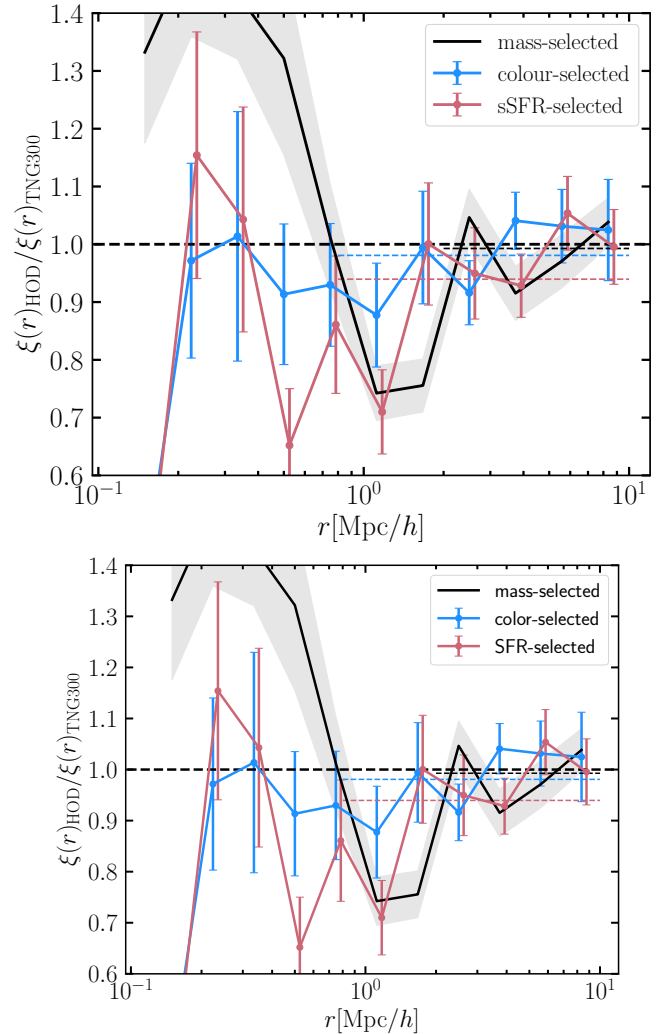 1.4
1.3
1.2
1.1
1.0
0.9
0.8
0.7
0.6
ξ(r)HOD/ξ(r)TNG300
mass-selected
colour-selected
sSFR-selected
10⁻¹ 10⁰ 10¹
r[Mpc/h]
1.4
1.3
1.2
1.1
1.0
0.9
0.8
0.7
0.6
ξ(r)HOD/ξ(r)TNG300
mass-selected
color-selected
SFR-selected
10⁻¹ 10⁰ 10¹
r[Mpc/h]